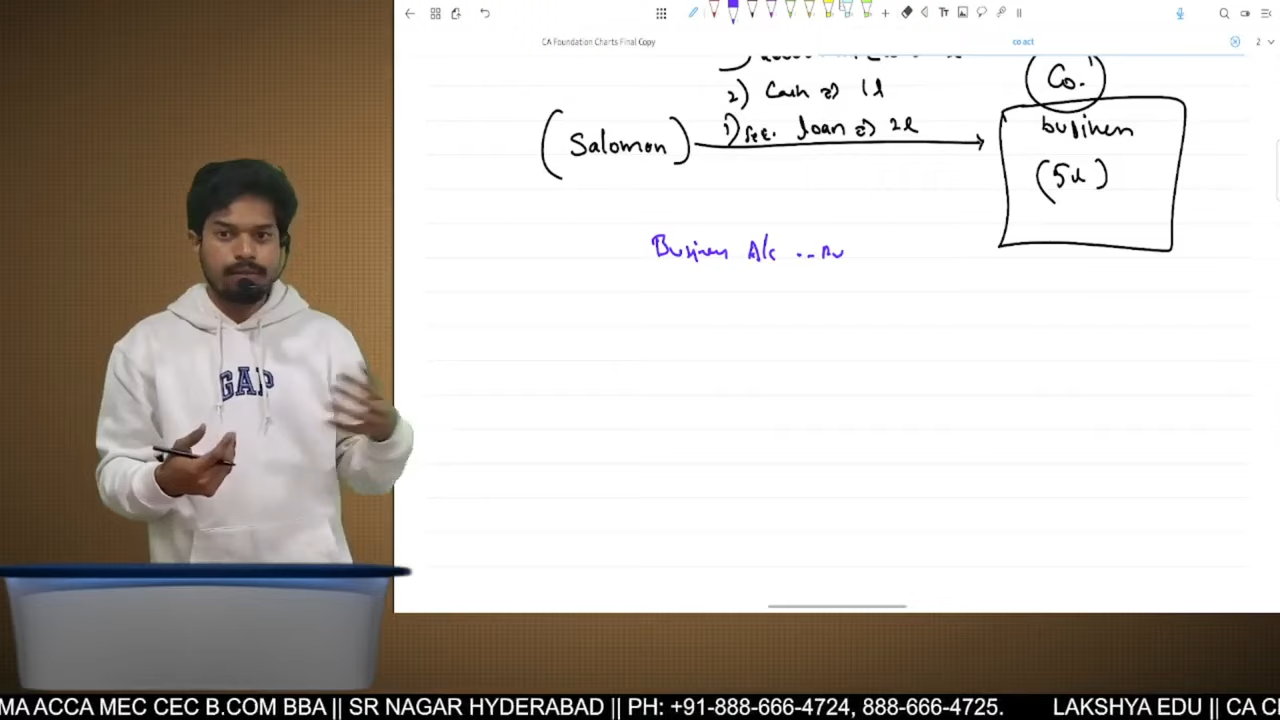 CA Foundation Charts Final Copy
co act
2
Co.
2) Cash ⇒ 1l
(Salomon) 1) sec. loan ⇒ 2l
business
(5l)
Business A/c ..
GAP
MA ACCA MEC CEC B.COM BBA || SR NAGAR HYDERABAD || PH: +91-888-666-4724, 888-666-4725. LAKSHYA EDU || CA C